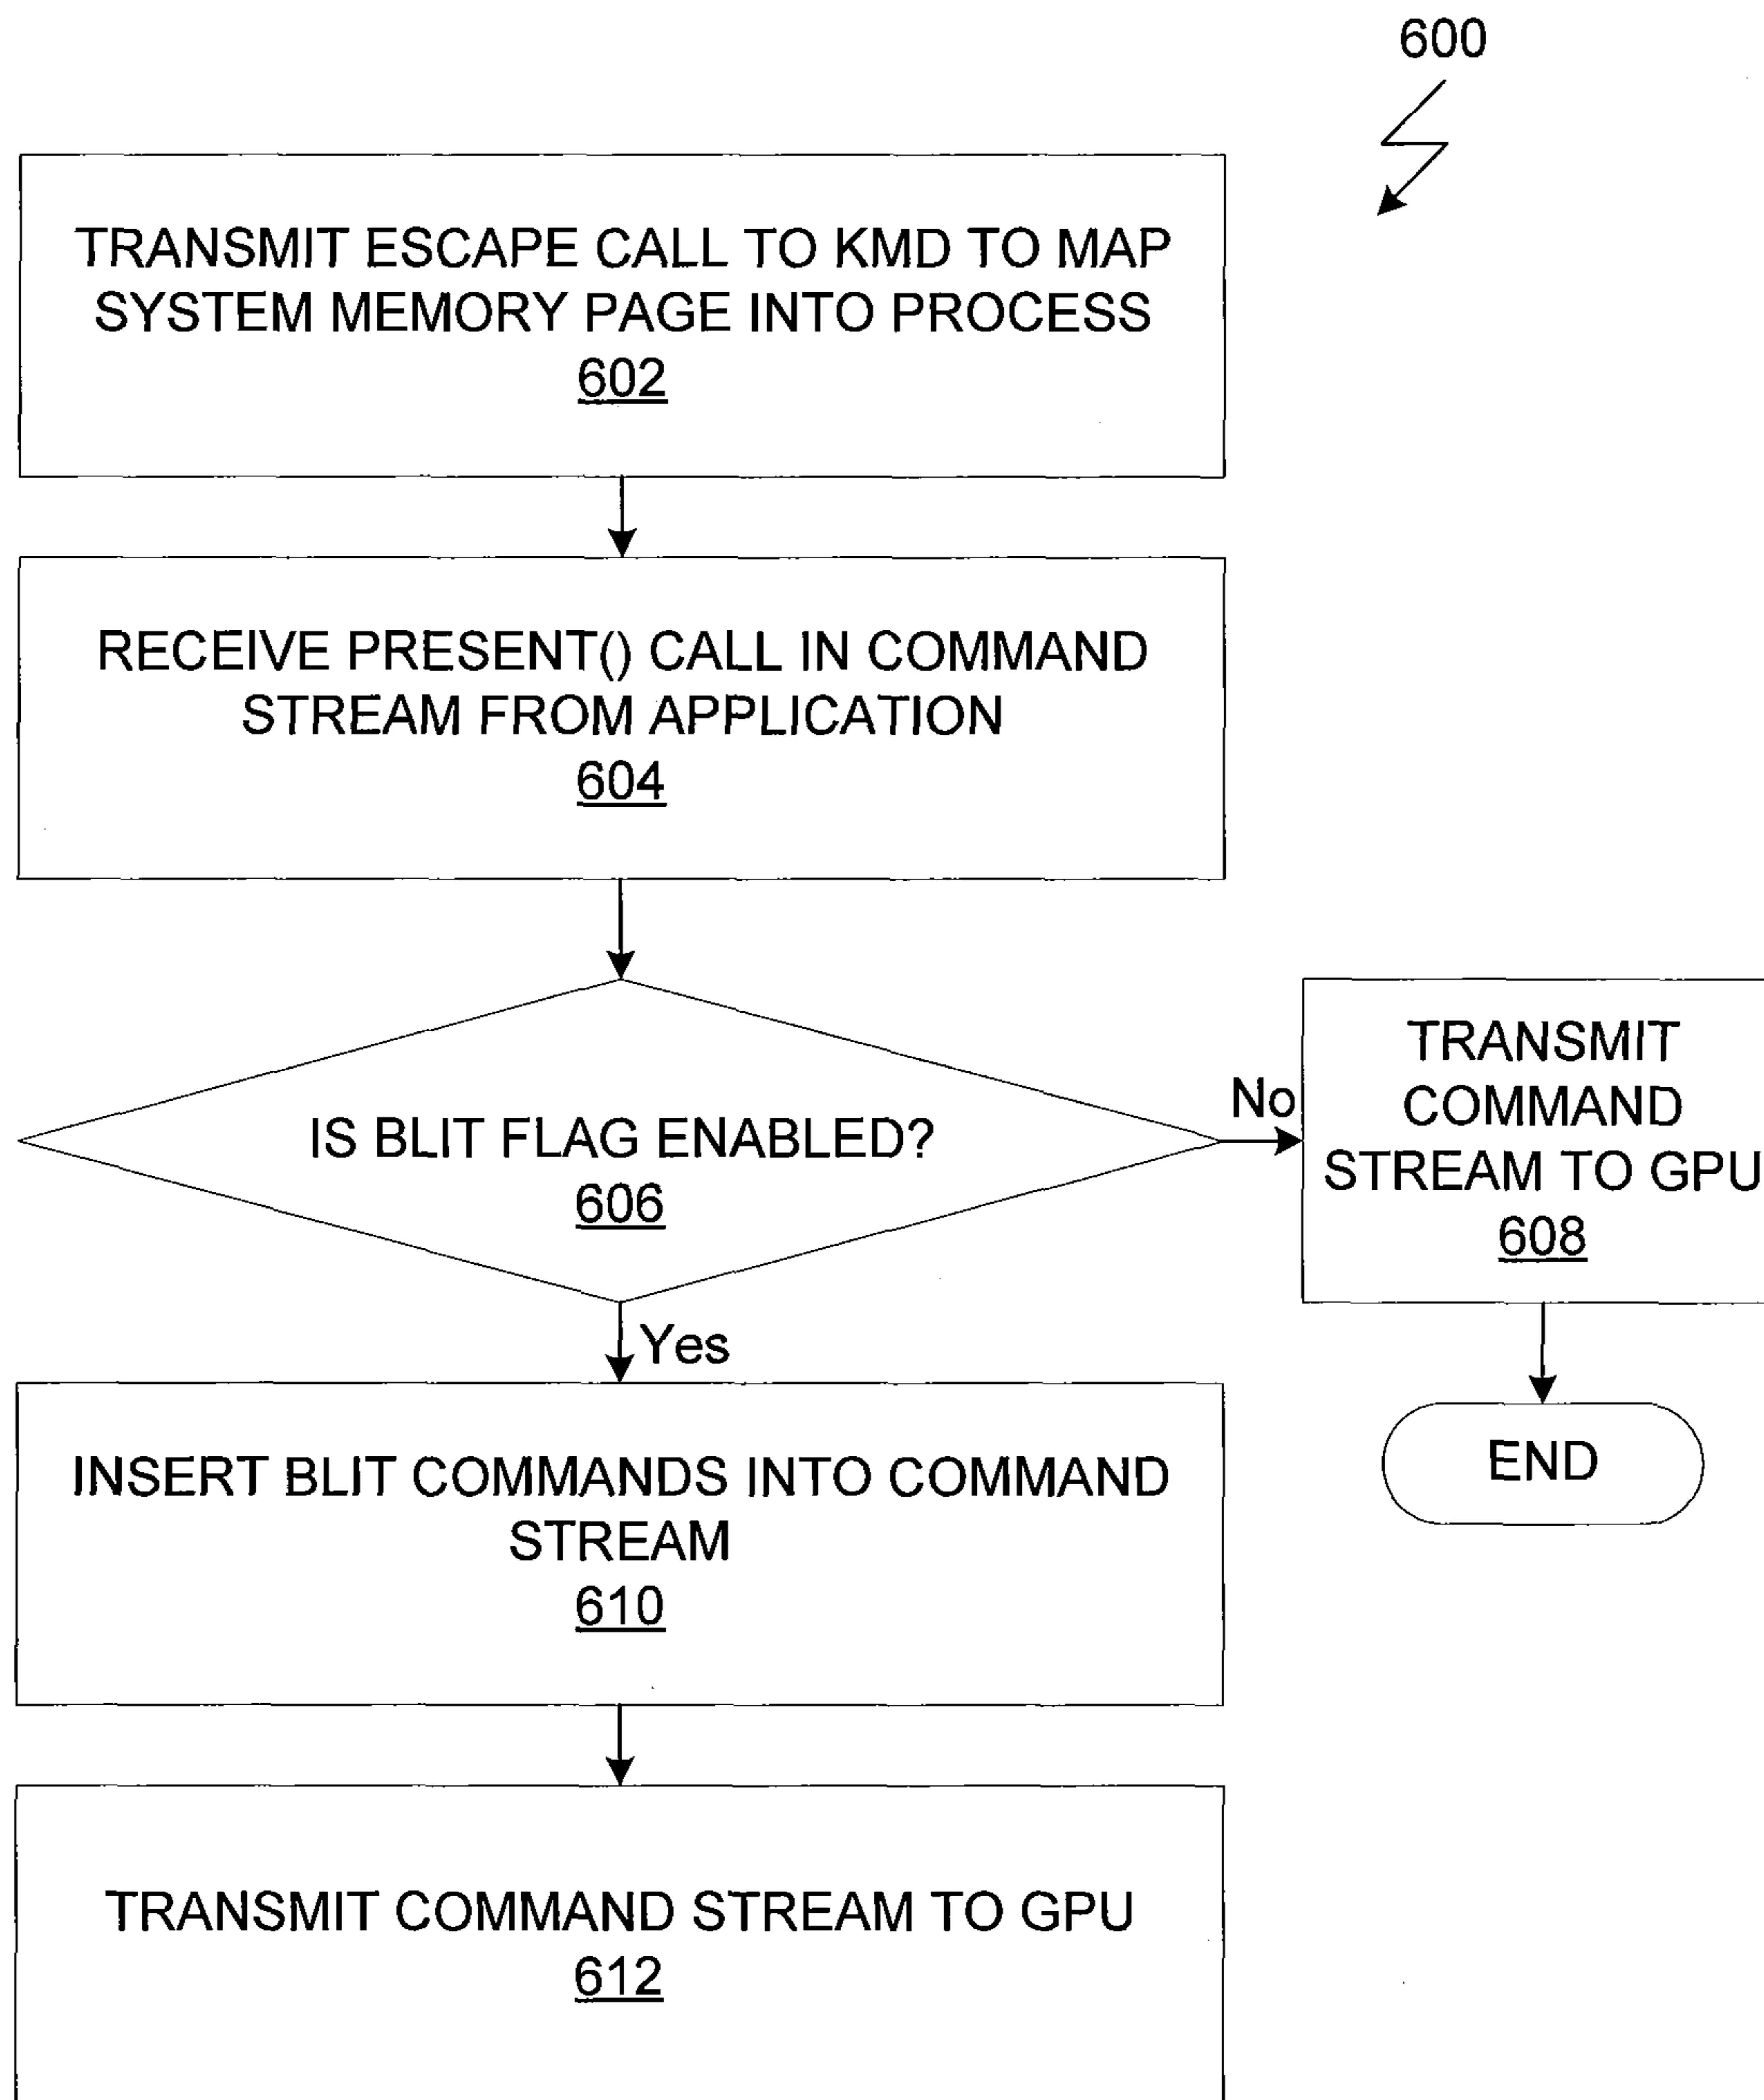 600
TRANSMIT ESCAPE CALL TO KMD TO MAP
SYSTEM MEMORY PAGE INTO PROCESS
602
RECEIVE PRESENT() CALL IN COMMAND
STREAM FROM APPLICATION
604
IS BLIT FLAG ENABLED?
606
No
TRANSMIT
COMMAND
STREAM TO GPU
608
END
Yes
INSERT BLIT COMMANDS INTO COMMAND
STREAM
610
TRANSMIT COMMAND STREAM TO GPU
612